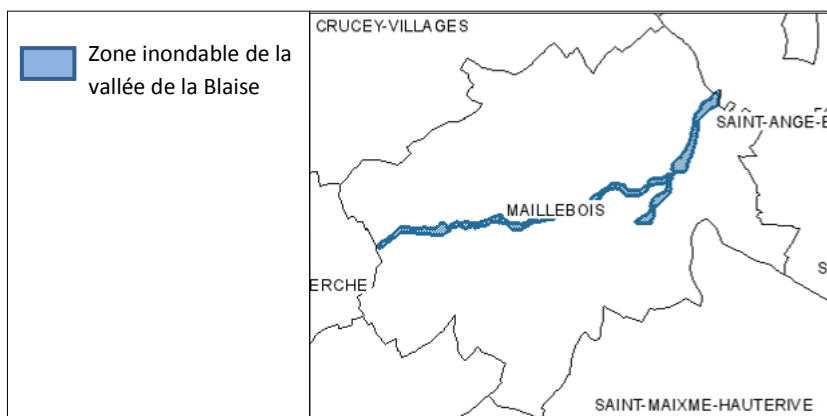 Zone inondable de la
vallée de la Blaise
CRUCEY-VILLAGES
SAINT-ANGE-E
MAILLEBOIS
S
ERCHE
SAINT-MAIXME-HAUTERIVE